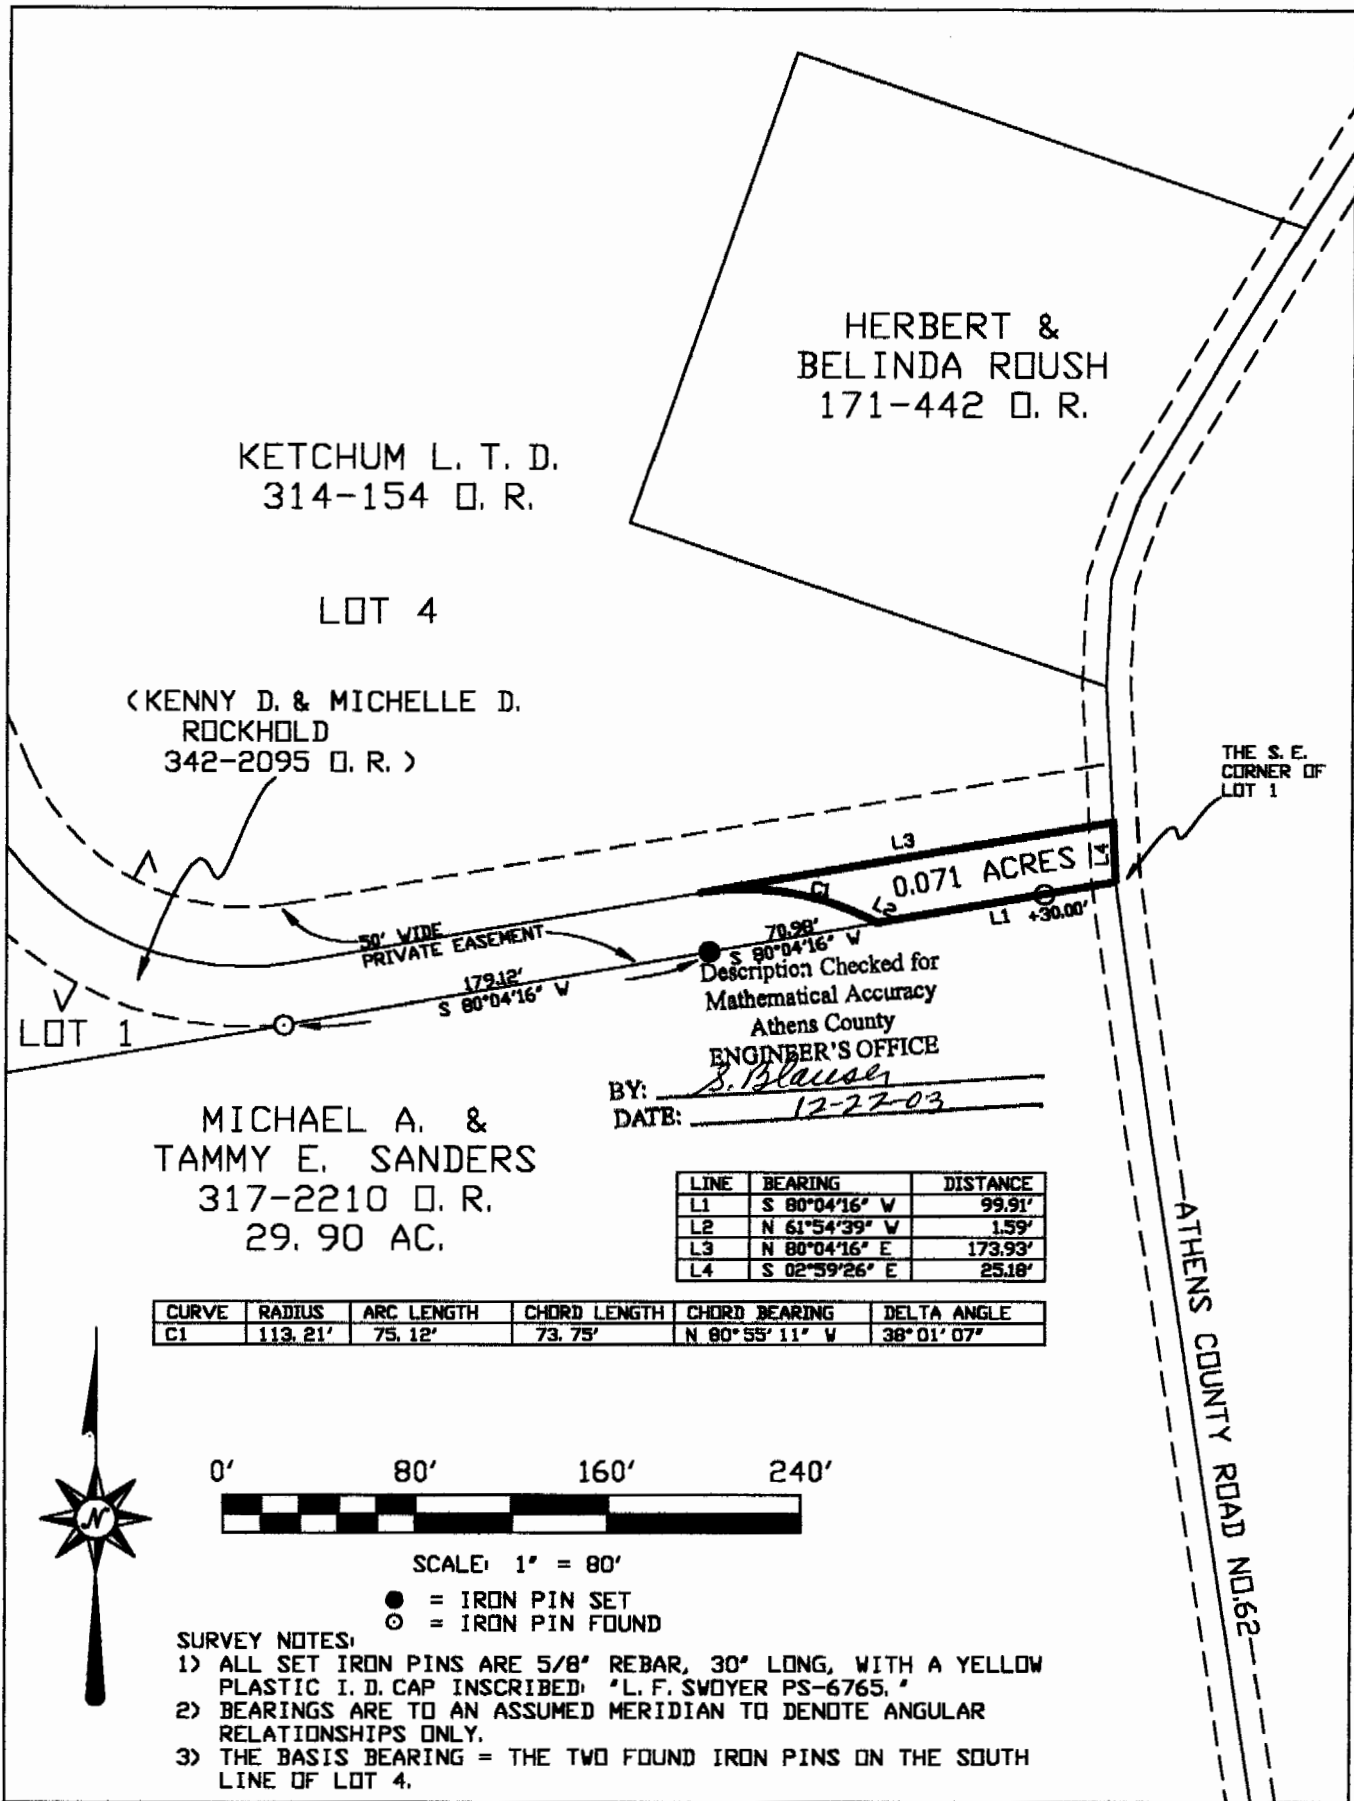 HERBERT &
BELINDA ROUSH
171-442 O. R.
KETCHUM L. T. D.
314-154 O. R.
LOT 4
(KENNY D. & MICHELLE D.
ROCKHOLD
342-2095 O. R. )
THE S. E.
CORNER OF
LOT 1
L3
L4
0.071 ACRES
C1
L2
L1 +30.00'
50' WIDE
PRIVATE EASEMENT
70.98'
S 80°04'16" W
179.12'
S 80°04'16" W
LOT 1
Description Checked for
Mathematical Accuracy
Athens County
ENGINEER'S OFFICE
BY: S. Blauser
DATE: 12-22-03
MICHAEL A. &
TAMMY E. SANDERS
317-2210 O. R.
29. 90 AC.
LINE BEARING DISTANCE
L1 S 80°04'16" W 99.91'
L2 N 61°54'39" W 1.59'
L3 N 80°04'16" E 173.93'
L4 S 02°59'26" E 25.18'
CURVE RADIUS ARC LENGTH CHORD LENGTH CHORD BEARING DELTA ANGLE
C1 113. 21' 75. 12' 73. 75' N 80°55'11" W 38°01'07"
ATHENS COUNTY ROAD NO.62
N
0' 80' 160' 240'
SCALE: 1" = 80'
= IRON PIN SET
= IRON PIN FOUND
SURVEY NOTES:
1) ALL SET IRON PINS ARE 5/8" REBAR, 30" LONG, WITH A YELLOW
PLASTIC I. D. CAP INSCRIBED: "L. F. SWOYER PS-6765. "
2) BEARINGS ARE TO AN ASSUMED MERIDIAN TO DENOTE ANGULAR
RELATIONSHIPS ONLY.
3) THE BASIS BEARING = THE TWO FOUND IRON PINS ON THE SOUTH
LINE OF LOT 4.